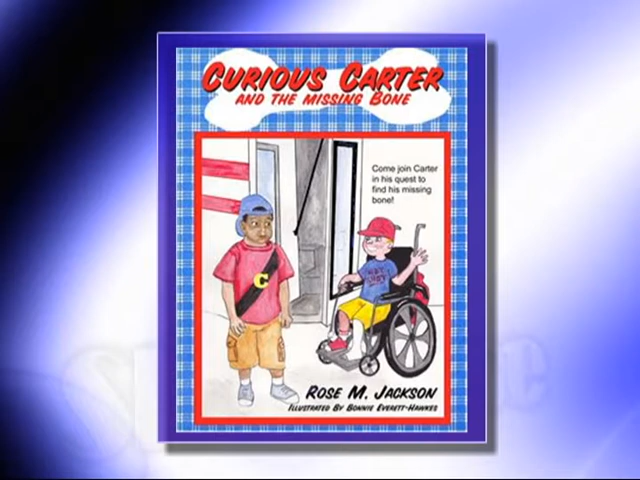 CURIOUS CARTER
AND THE MISSING BONE
Come join Carter
in his quest to
find his missing
bone!
C
ROSE M. JACKSON
ILLUSTRATED BY BONNIE EVERETT-HAWKES